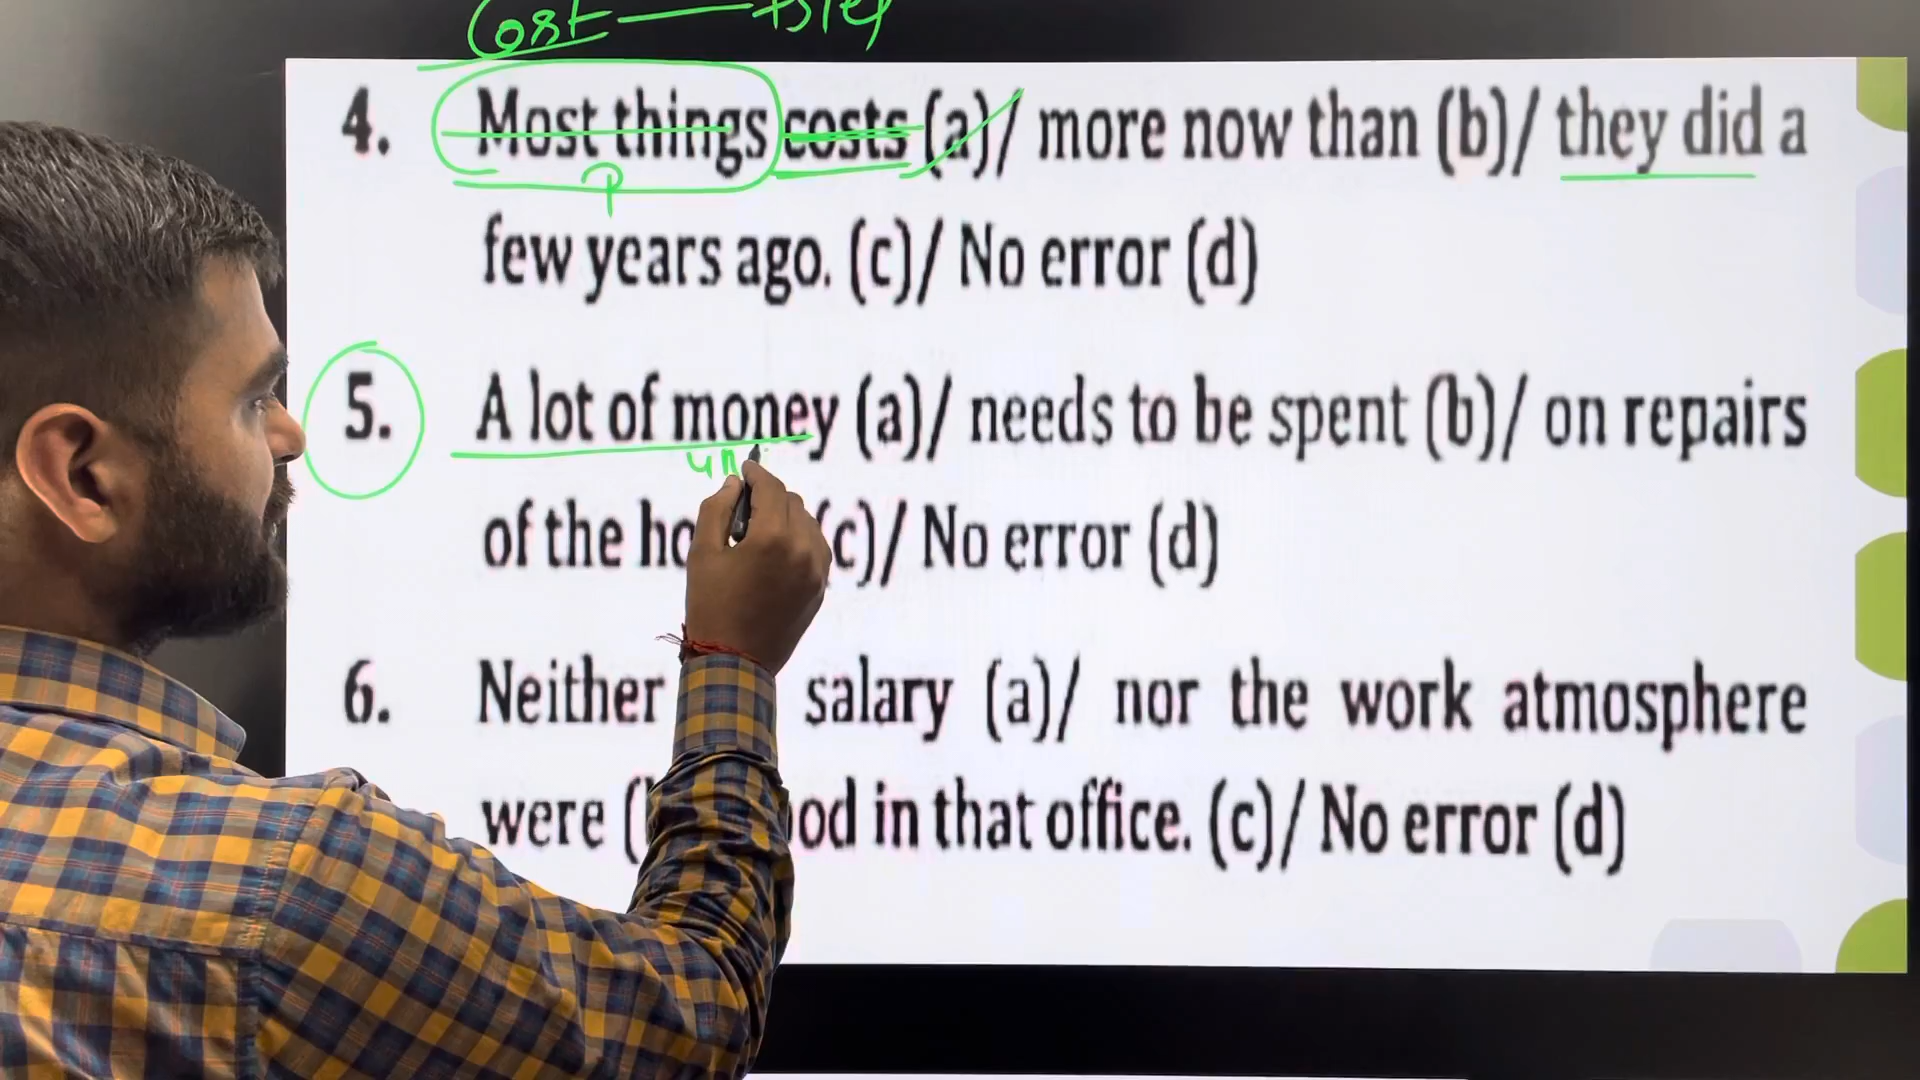 Cost
4. Most things costs (a)/ more now than (b)/ they did a
P
few years ago. (c)/ No error (d)
5. A lot of money (a)/ needs to be spent (b)/ on repairs
un
of the (c)/ No error (d)
6. Neither salary (a)/ nor the work atmosphere
were in that office. (c)/ No error (d)